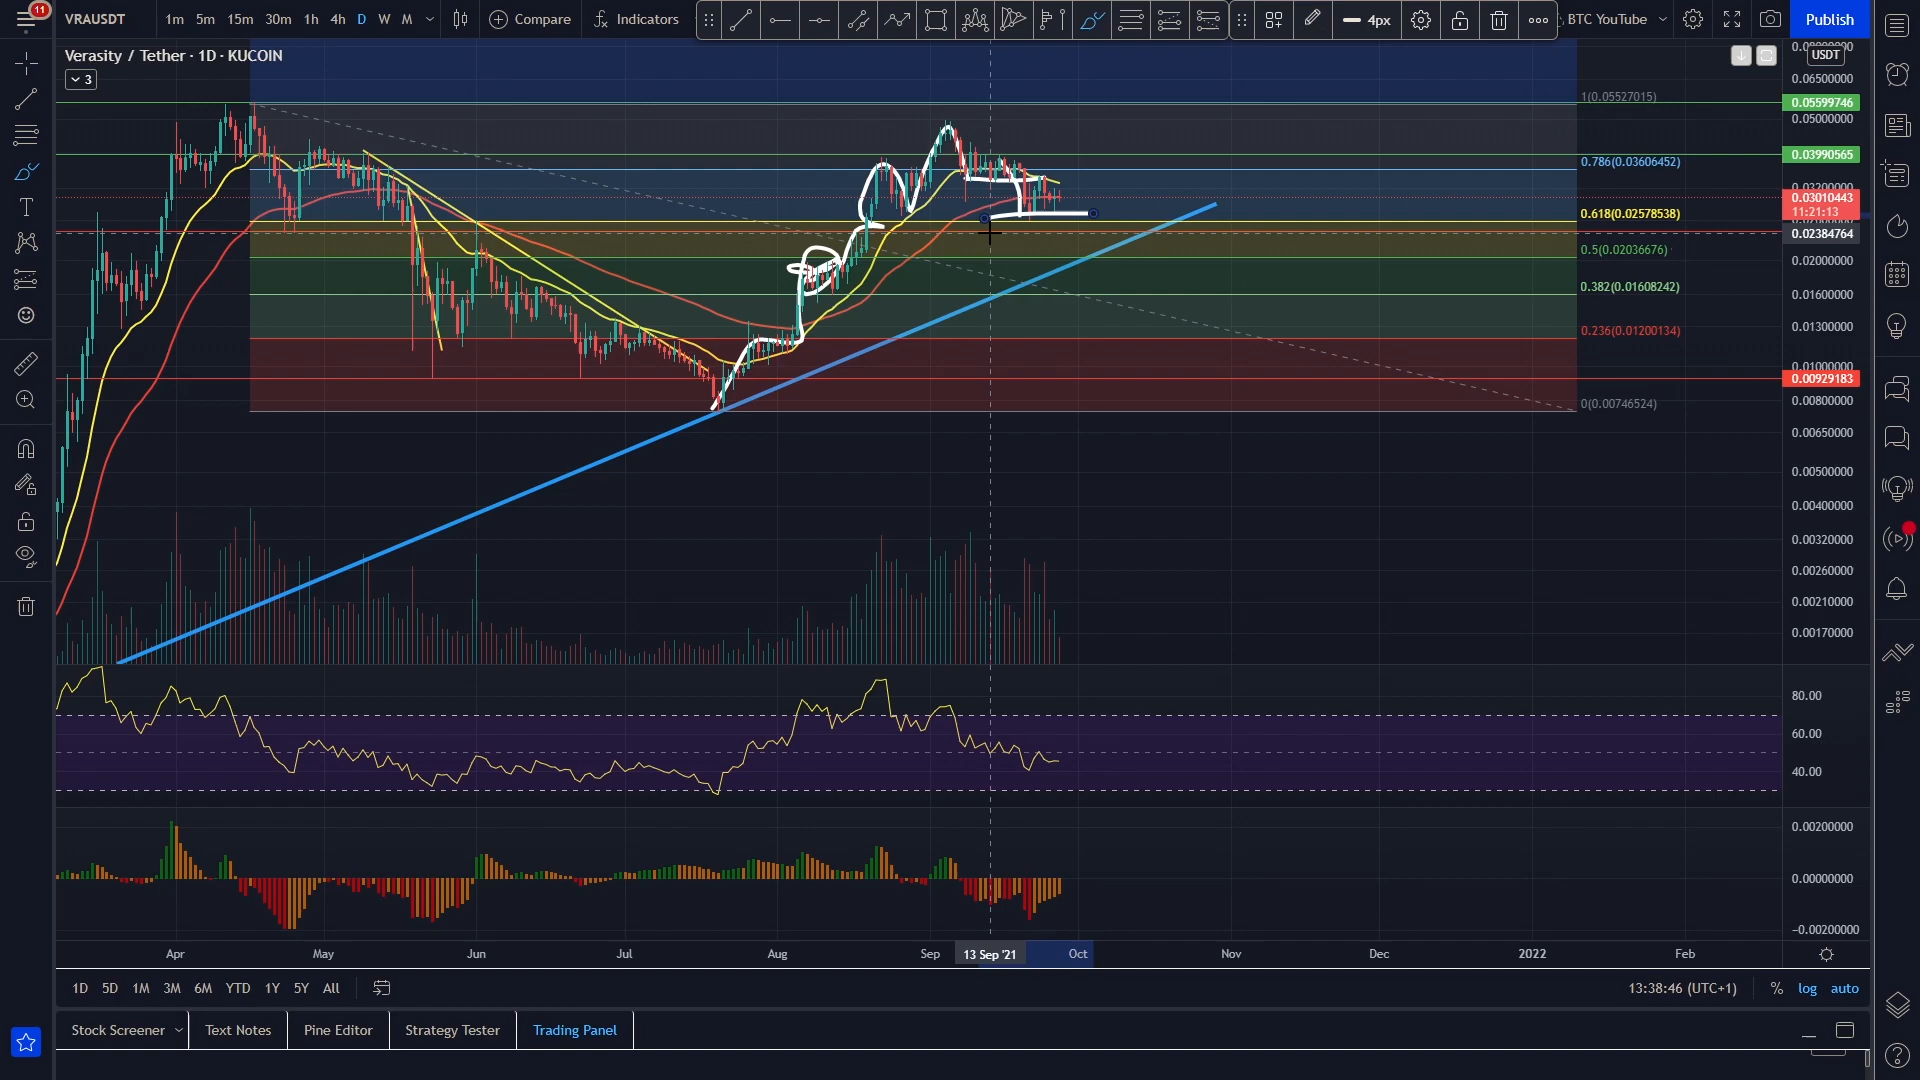 11
VRAUSDT
1m 5m 15m 30m 1h 4h D W M
Compare
Indicators
4px
BTC YouTube
Publish
Verasity / Tether · 1D · KUCOIN
3
USDT
0.06500000
0.05599746
0.05000000
0.03990565
0.03010443
11:21:13
0.02384764
0.02000000
0.01600000
0.01300000
0.01000000
0.00929183
0.00800000
0.00650000
0.00500000
0.00400000
0.00320000
0.00260000
0.00210000
0.00170000
1(0.05527015)
0.786(0.03606452)
0.618(0.02578538)
0.5(0.02036676)
0.382(0.01608242)
0.236(0.01200134)
0(0.00746524)
80.00
60.00
40.00
0.00200000
0.00000000
−0.00200000
Apr May Jun Jul Aug Sep 13 Sep '21 Oct Nov Dec 2022 Feb
1D 5D 1M 3M 6M YTD 1Y 5Y All
13:38:46 (UTC+1) % log auto
Stock Screener Text Notes Pine Editor Strategy Tester Trading Panel